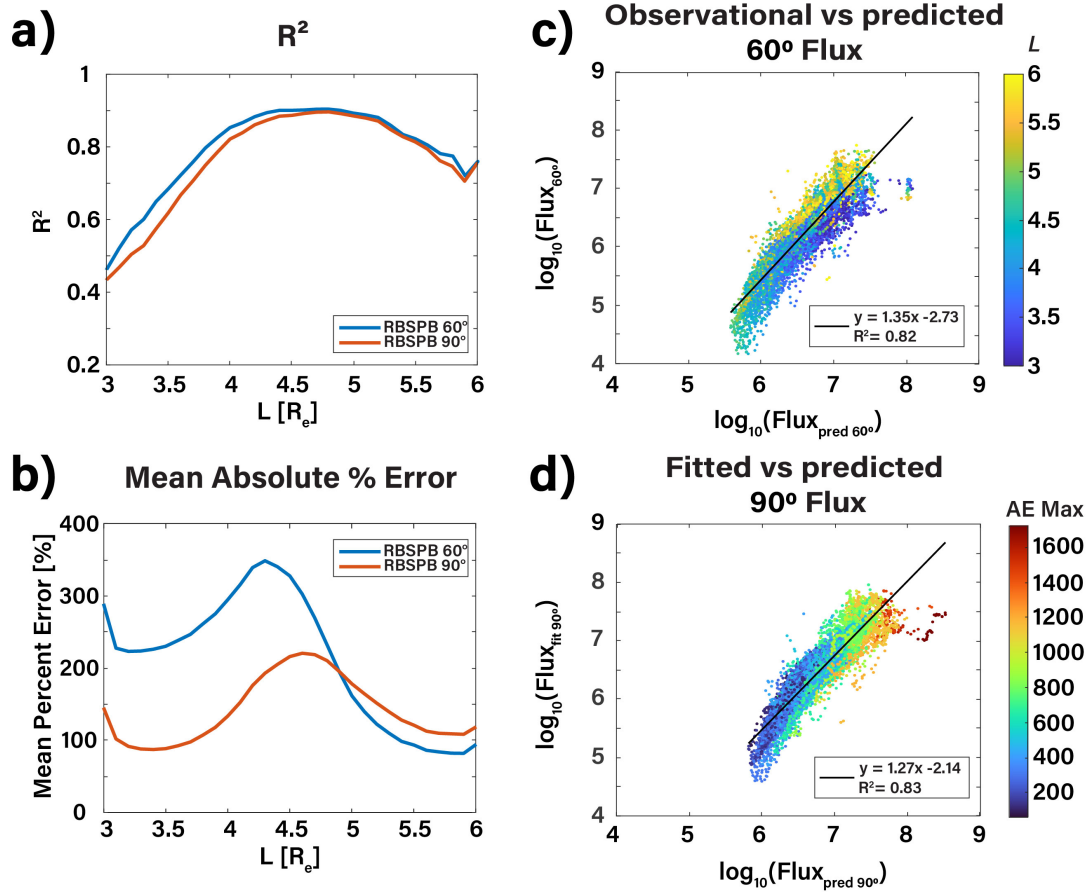 a)
R²
1
0.8
0.6
0.4
0.2
R²
3 3.5 4 4.5 5 5.5 6
L [Rₑ]
RBSPB 60°
RBSPB 90°
b)
Mean Absolute % Error
400
300
200
100
0
Mean Percent Error [%]
3 3.5 4 4.5 5 5.5 6
L [Rₑ]
RBSPB 60°
RBSPB 90°
c)
Observational vs predicted
60º Flux
9
8
7
6
5
4
log₁₀(Flux60º)
4 5 6 7 8 9
log₁₀(Fluxpred 60º)
y = 1.35x -2.73
R²= 0.82
L
6
5.5
5
4.5
4
3.5
3
d)
Fitted vs predicted
90º Flux
9
8
7
6
5
4
log₁₀(Fluxfit 90º)
4 5 6 7 8 9
log₁₀(Fluxpred 90º)
y = 1.27x -2.14
R²= 0.83
AE Max
1600
1400
1200
1000
800
600
400
200